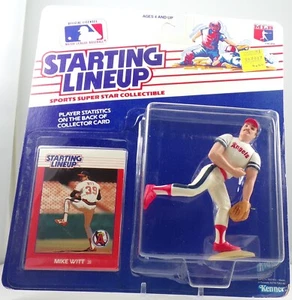 AGES 4 AND UP
STARTING
LINEUP
SPORTS SUPER STAR COLLECTIBLE
PLAYER STATISTICS
ON THE BACK OF
COLLECTOR CARD
STARTING
LINEUP
39
MIKE WITT
Angels
Kenner